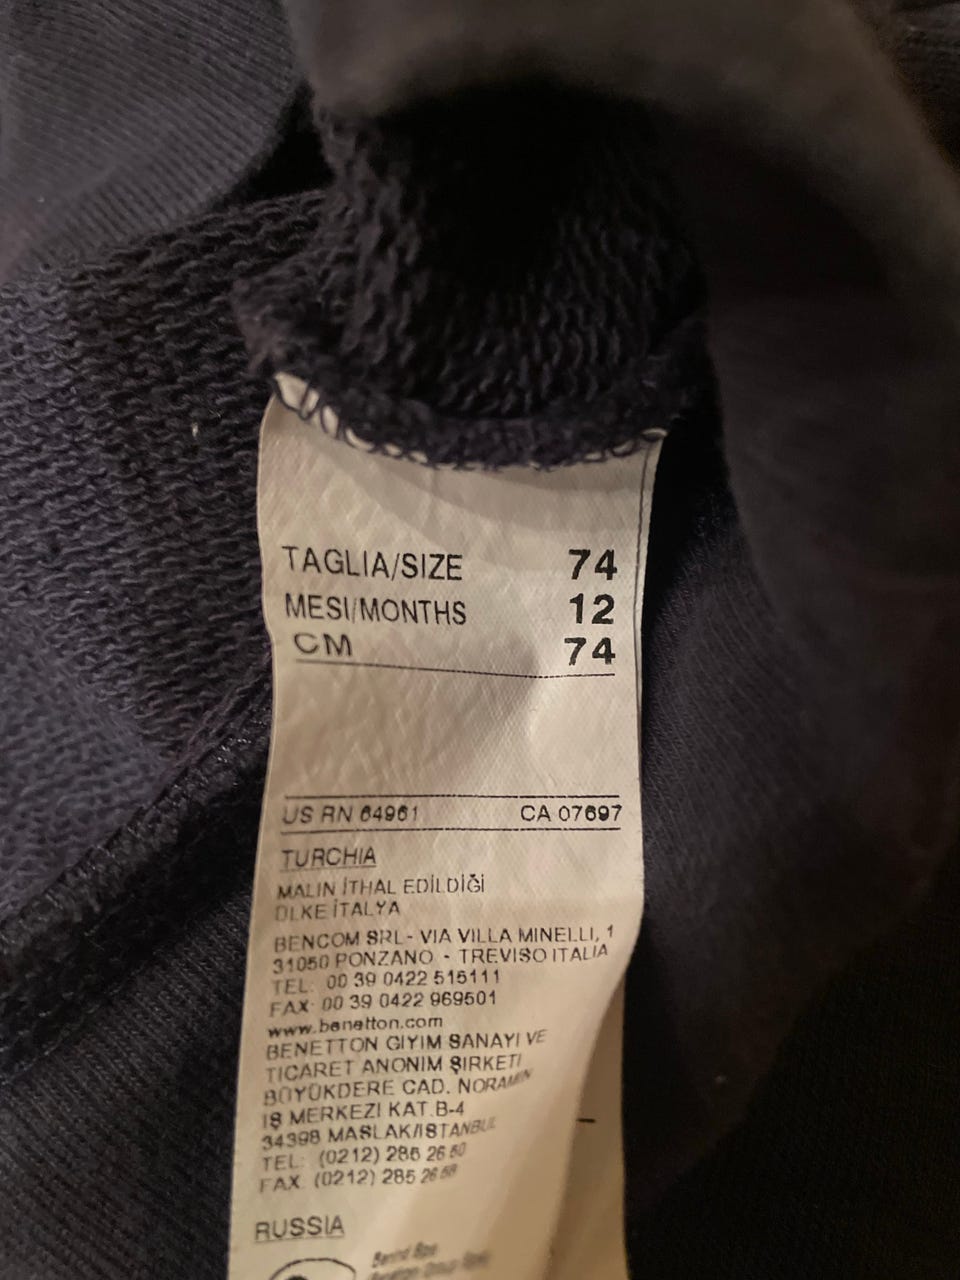 TAGLIA/SIZE 74
MESI/MONTHS 12
CM 74
US RN 64961 CA 07697
TURCHIA
MALIN İTHAL EDİLDİĞİ
ÜLKE İTALYA
BENCOM SRL - VIA VILLA MINELLI, 1
31050 PONZANO - TREVISO ITALIA
TEL: 00 39 0422 515111
FAX: 00 39 0422 969501
www.benetton.com
BENETTON GIYIM SANAYI VE
TICARET ANONIM ŞIRKETI
BÜYÜKDERE CAD. NORAMIN
IŞ MERKEZI KAT.B-4
34398 MASLAK/ISTANBUL
TEL: (0212) 286 26
FAX. (0212) 285 26
RUSSIA